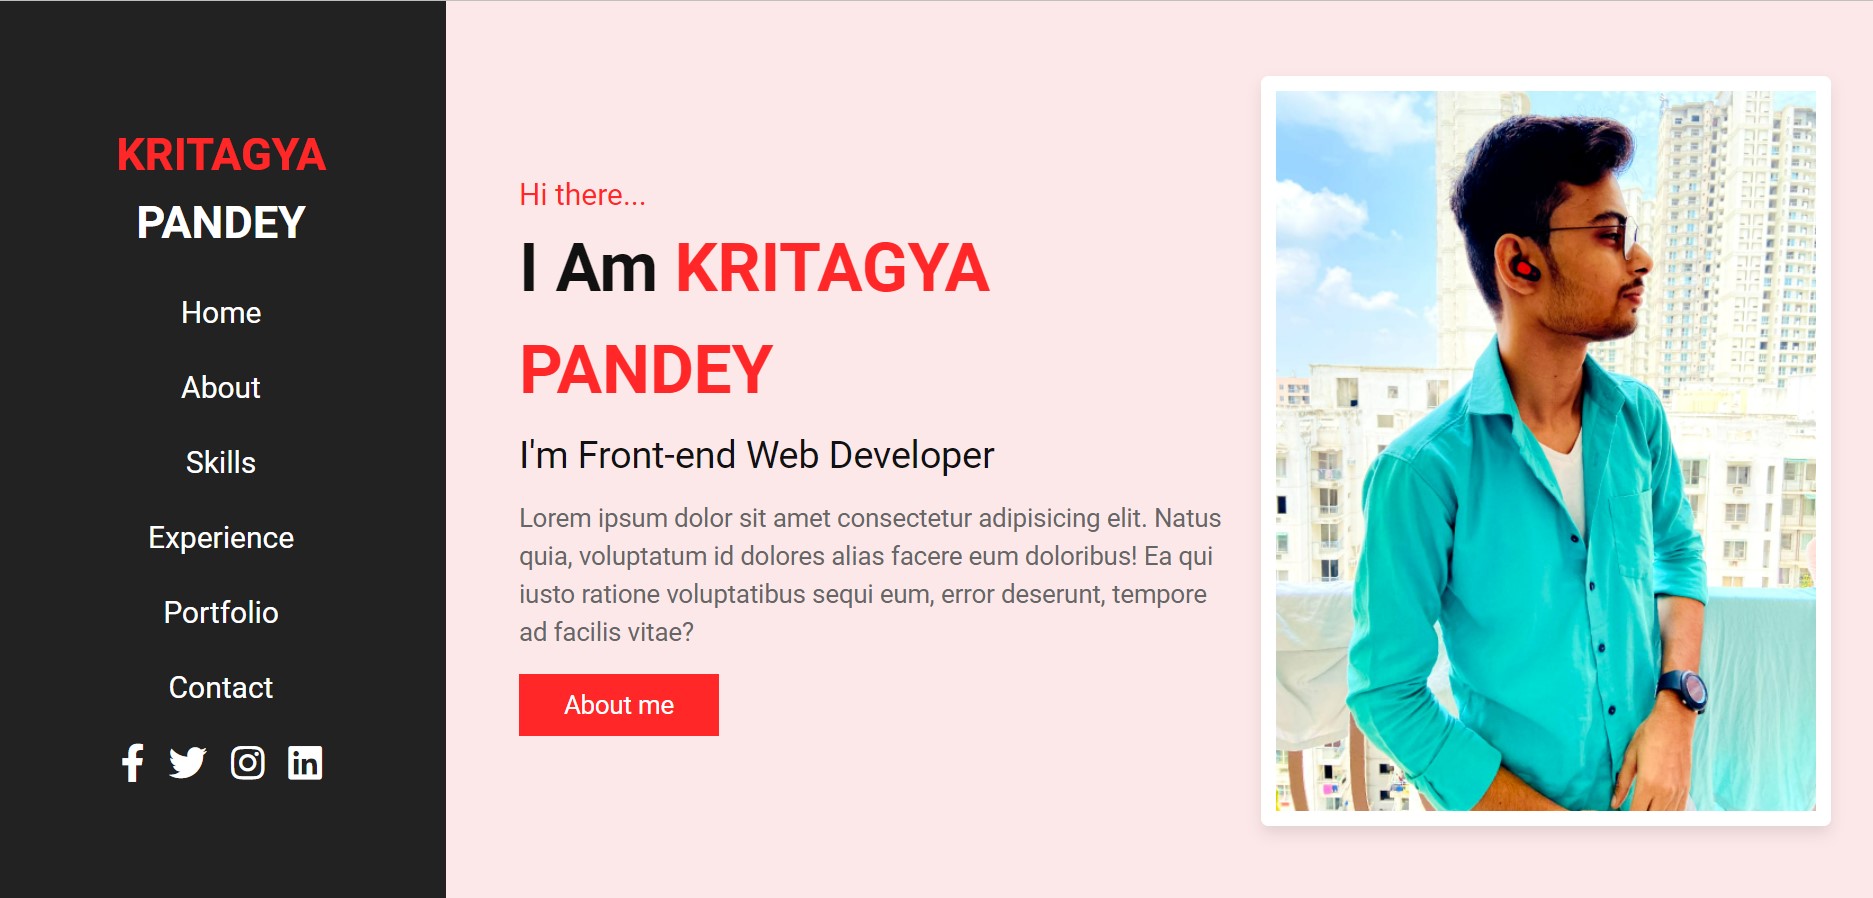 KRITAGYA
PANDEY
Home
About
Skills
Experience
Portfolio
Contact
Hi there...
I Am KRITAGYA
PANDEY
I'm Front-end Web Developer
Lorem ipsum dolor sit amet consectetur adipisicing elit. Natus
quia, voluptatum id dolores alias facere eum doloribus! Ea qui
iusto ratione voluptatibus sequi eum, error deserunt, tempore
ad facilis vitae?
About me